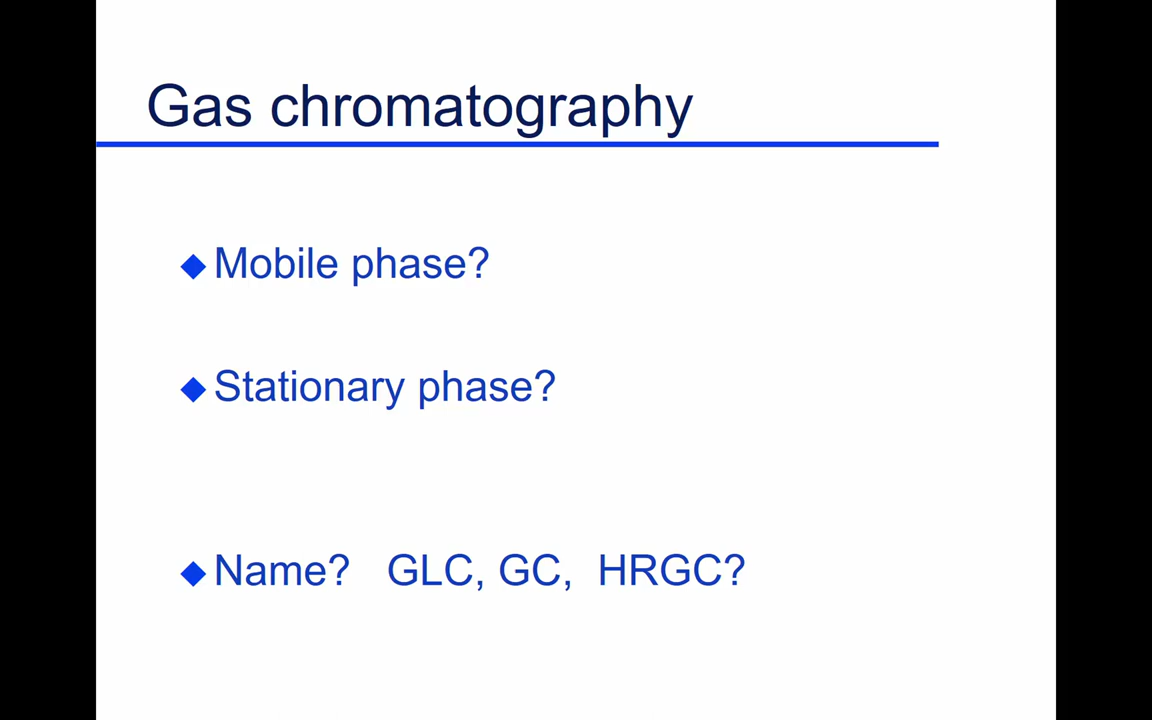 Gas chromatography
Mobile phase?
Stationary phase?
Name? GLC, GC, HRGC?